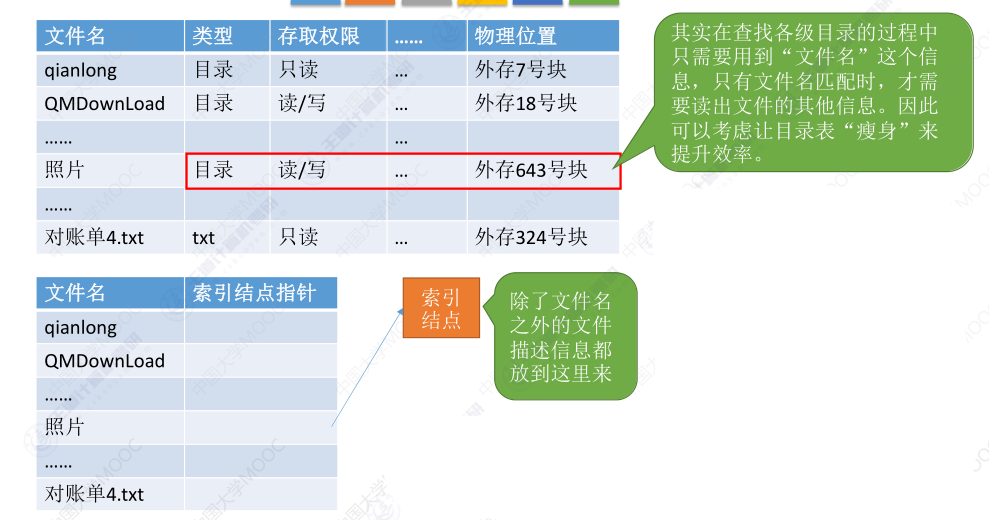 文件名 类型 存取权限 …… 物理位置
qianlong 目录 只读 … 外存7号块
QMDownLoad 目录 读/写 … 外存18号块
…… …
照片 目录 读/写 … 外存643号块
……
对账单4.txt txt 只读 … 外存324号块
其实在查找各级目录的过程中
只需要用到“文件名”这个信
息，只有文件名匹配时，才需
要读出文件的其他信息。因此
可以考虑让目录表“瘦身”来
提升效率。
文件名 索引结点指针
qianlong
QMDownLoad
……
照片
……
对账单4.txt
索引
结点
除了文件名
之外的文件
描述信息都
放到这里来